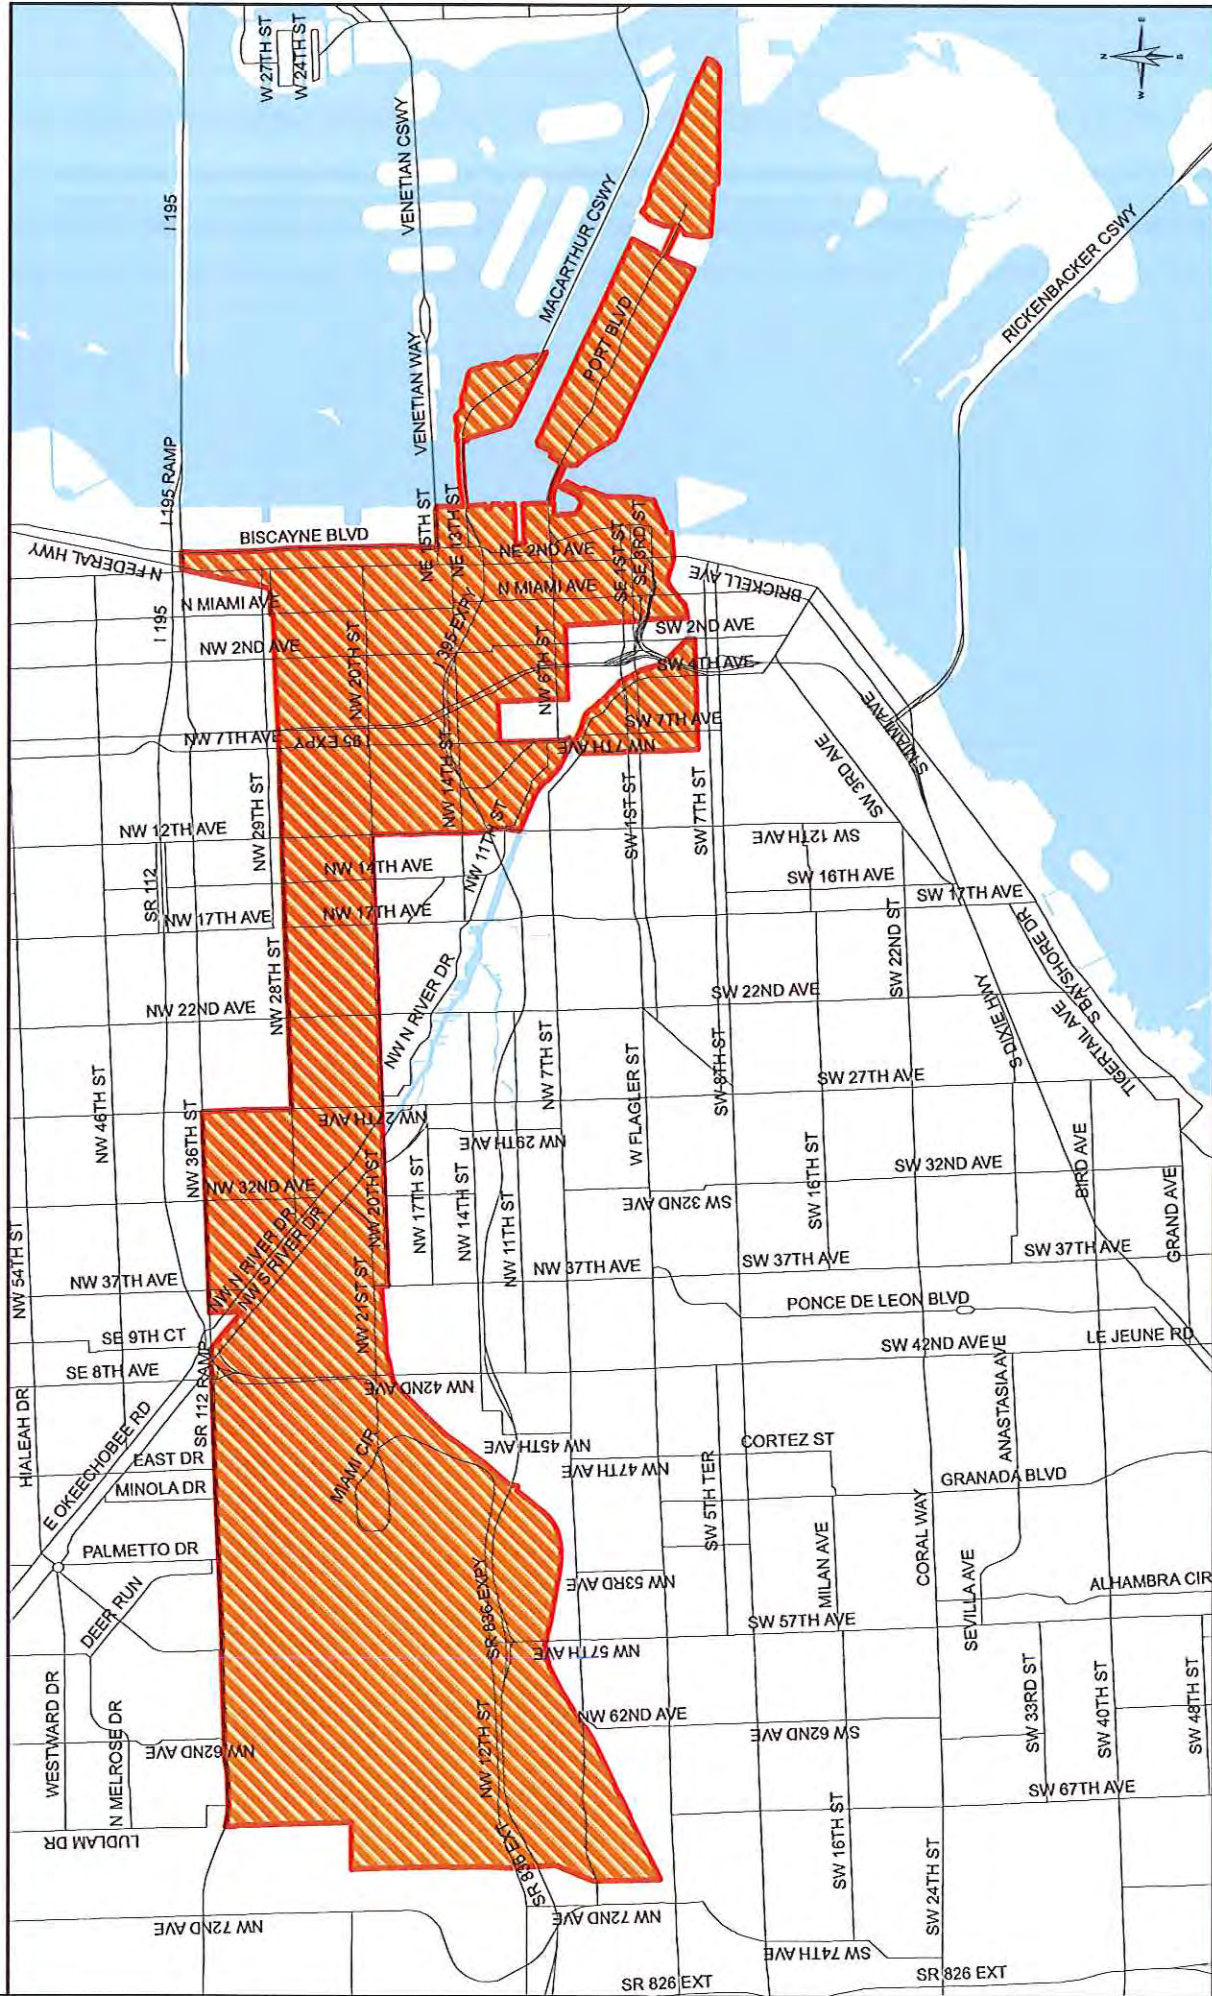 W 27TH ST
W 24TH ST
N
E
W
S
I 195
VENETIAN CSWY
MACARTHUR CSWY
RICKENBACKER CSWY
PORT BLVD
VENETIAN WAY
I 195 RAMP
BISCAYNE BLVD
NE 15TH ST
NE 13TH ST
NE 2ND AVE
SE 1ST ST
SE 3RD ST
N FEDERAL HWY
I 195
N MIAMI AVE
N MIAMI AVE
BRICKELL AVE
NW 2ND AVE
NW 20TH ST
I 395 EXPY
NW 6TH ST
SW 2ND AVE
SW 4TH AVE
NW 7TH AVE
I 95 EXPY
NW 14TH ST
NW 7TH AVE
SW 7TH AVE
S MIAMI AVE
SW 3RD AVE
NW 12TH AVE
NW 29TH ST
NW 11TH ST
SW 1ST ST
SW 7TH ST
SW 12TH AVE
SR 112
NW 14TH AVE
SW 16TH AVE
NW 17TH AVE
NW 17TH AVE
SW 17TH AVE
SW 22ND ST
NW 28TH ST
NW 22ND AVE
NW N RIVER DR
SW 22ND AVE
S DIXIE HWY
S BAYSHORE DR
TIGERTAIL AVE
NW 46TH ST
NW 36TH ST
NW 27TH AVE
NW 7TH ST
W FLAGLER ST
SW 8TH ST
SW 27TH AVE
NW 29TH AVE
NW 32ND AVE
NW 20TH ST
NW 17TH ST
NW 14TH ST
NW 11TH ST
SW 32ND AVE
SW 16TH ST
SW 32ND AVE
BIRD AVE
GRAND AVE
NW 54TH ST
NW 37TH AVE
NW N RIVER DR
NW S RIVER DR
NW 21ST ST
NW 37TH AVE
SW 37TH AVE
SW 37TH AVE
PONCE DE LEON BLVD
SE 9TH CT
SE 8TH AVE
SR 112 RAMP
NW 42ND AVE
SW 42ND AVE
LE JEUNE RD
ANASTASIA AVE
HIALEAH DR
E OKEECHOBEE RD
EAST DR
MINOLA DR
MIAMI CIR
NW 45TH AVE
NW 47TH AVE
CORTEZ ST
SW 5TH TER
GRANADA BLVD
PALMETTO DR
DEER RUN
SR 836 EXPY
NW 53RD AVE
MILAN AVE
CORAL WAY
SEVILLA AVE
ALHAMBRA CIR
NW 57TH AVE
SW 57TH AVE
WESTWARD DR
N MELROSE DR
NW 62ND AVE
NW 12TH ST
NW 62ND AVE
SW 62ND AVE
SW 33RD ST
SW 40TH ST
SW 48TH ST
LUDLAM DR
SR 836 EXT
SW 16TH ST
SW 67TH AVE
NW 72ND AVE
NW 72ND AVE
SW 74TH AVE
SW 24TH ST
SR 826 EXT
SR 826 EXT